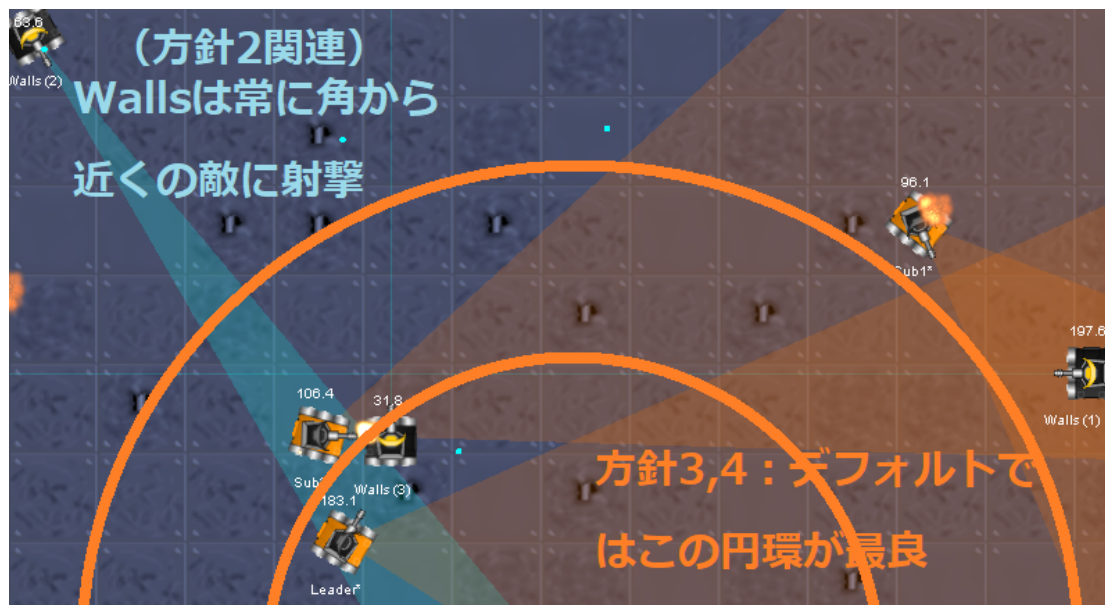 63.6
Walls (2)
（方針2関連）
Wallsは常に角から
近くの敵に射撃
96.1
Sub1*
197.6
Walls (1)
106.4
31.8
Sub
Walls (3)
183.1
Leader*
方針3,4：デフォルトで
はこの円環が最良